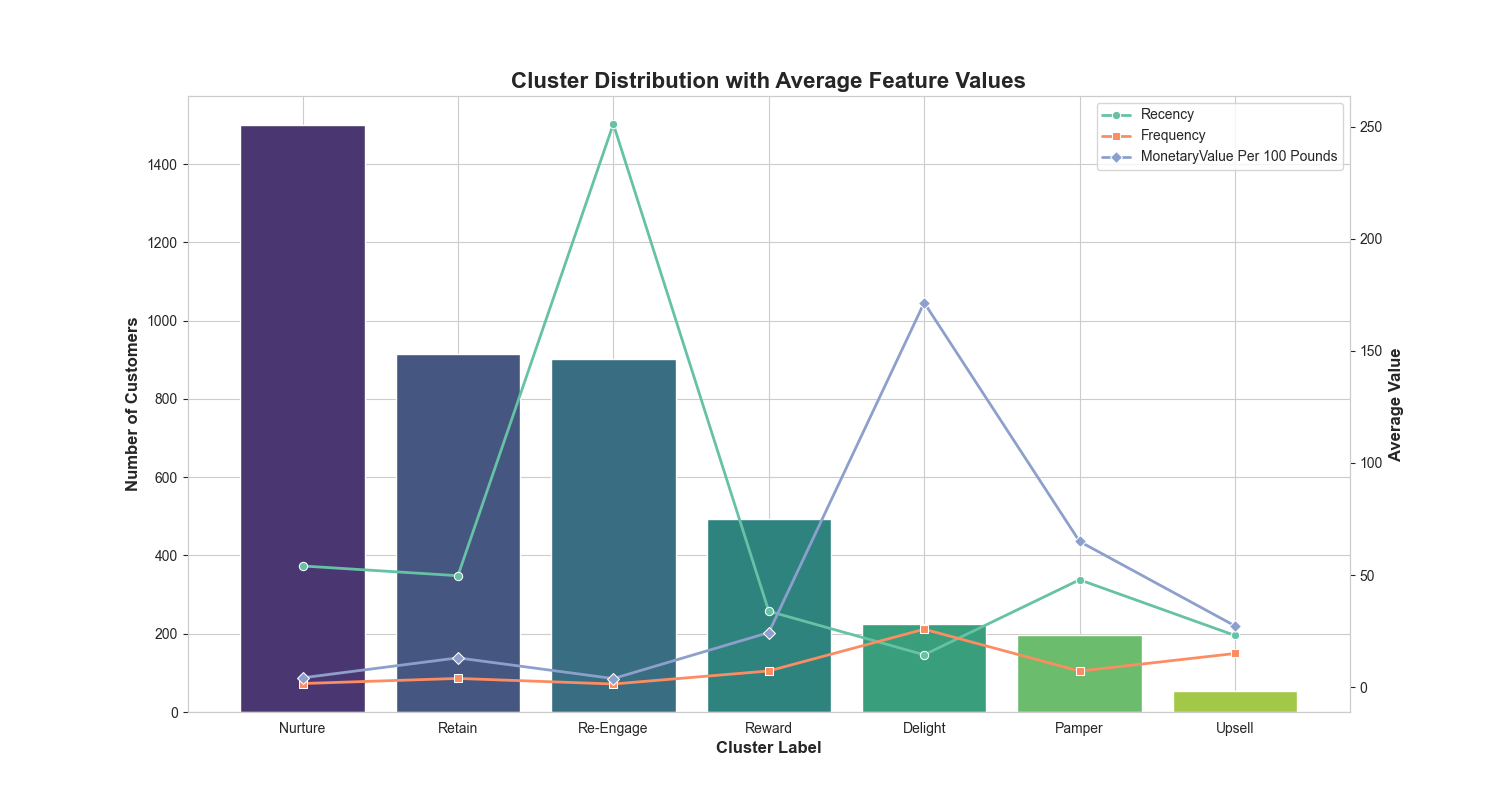 Cluster Distribution with Average Feature Values
Recency
Frequency
MonetaryValue Per 100 Pounds
Number of Customers
1400
1200
1000
800
600
400
200
0
250
200
150
100
50
0
Average Value
Nurture
Retain
Re-Engage
Reward
Delight
Pamper
Upsell
Cluster Label